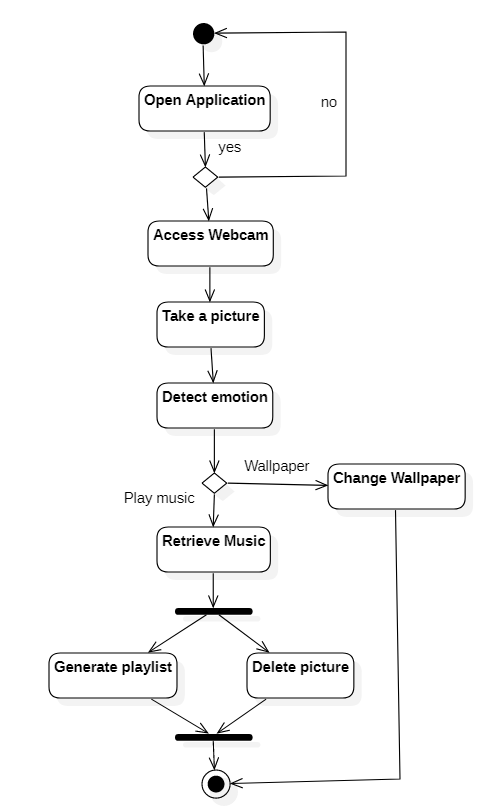 Open Application
no
yes
Access Webcam
Take a picture
Detect emotion
Wallpaper
Change Wallpaper
Play music
Retrieve Music
Generate playlist
Delete picture